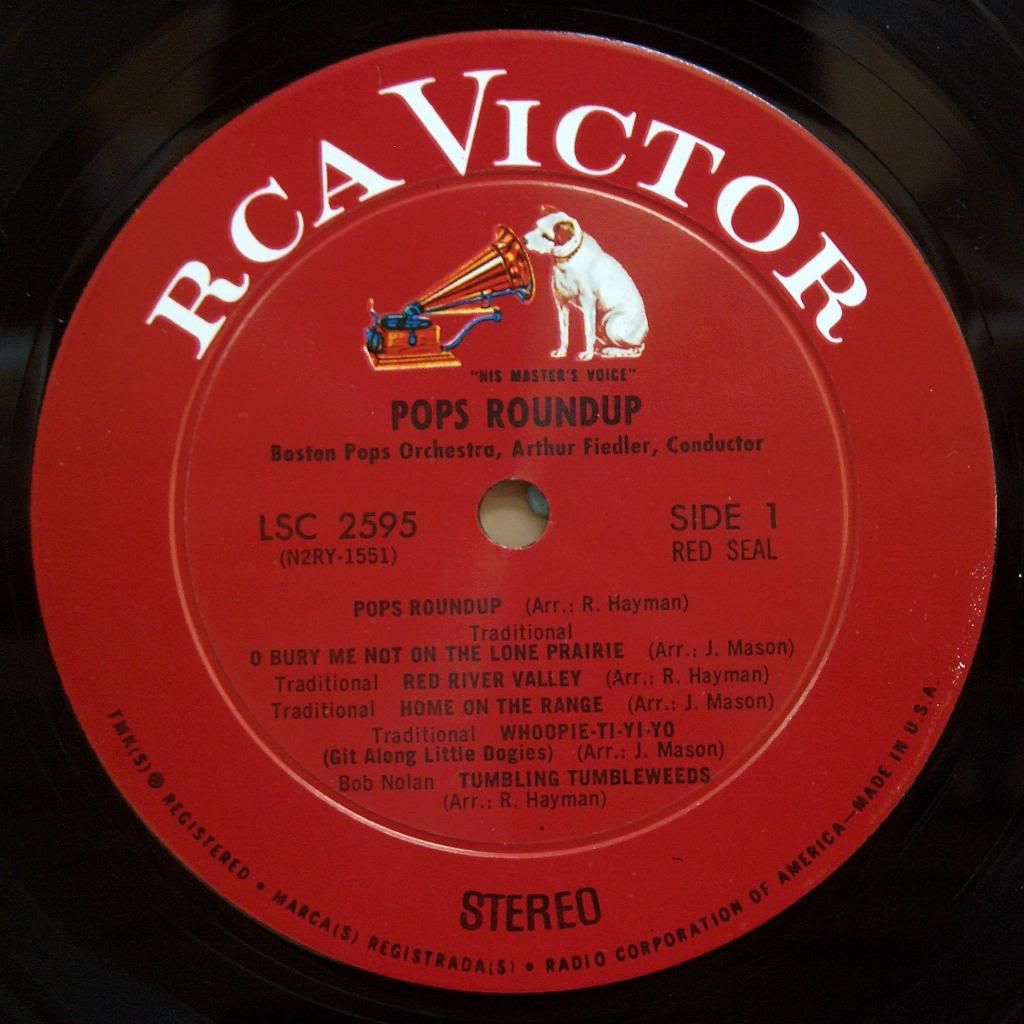 RCA VICTOR
"HIS MASTER'S VOICE"
POPS ROUNDUP
Boston Pops Orchestra, Arthur Fiedler, Conductor
LSC 2595
(N2RY-1551)
SIDE 1
RED SEAL
POPS ROUNDUP (Arr.: R. Hayman)
Traditional
O BURY ME NOT ON THE LONE PRAIRIE (Arr.: J. Mason)
Traditional RED RIVER VALLEY (Arr.: R. Hayman)
Traditional HOME ON THE RANGE (Arr.: J. Mason)
Traditional WHOOPIE-TI-YI-YO
(Git Along Little Dogies) (Arr.: J. Mason)
Bob Nolan TUMBLING TUMBLEWEEDS
(Arr.: R. Hayman)
STEREO
TMK(S) ® REGISTERED • MARCA(S) REGISTRADA(S) • RADIO CORPORATION OF AMERICA—MADE IN U.S.A.